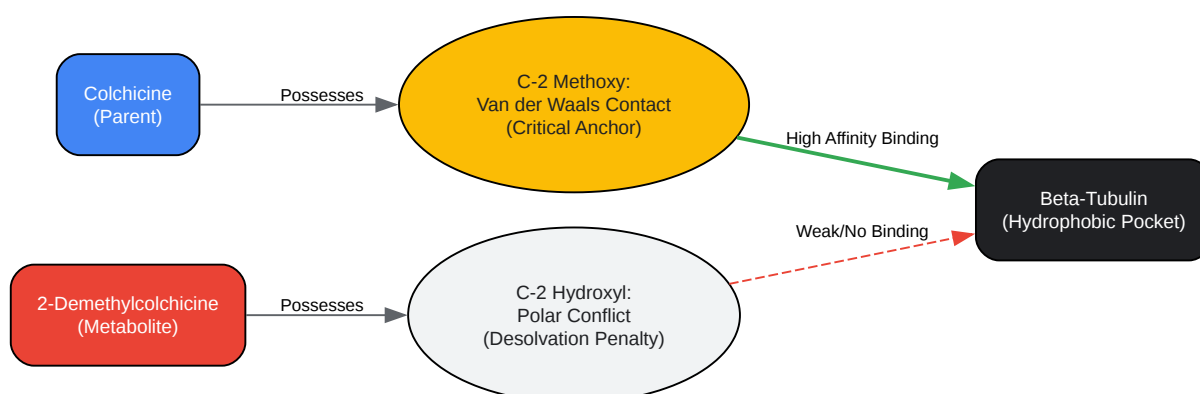 Colchicine
(Parent)
Possesses
C-2 Methoxy:
Van der Waals Contact
(Critical Anchor)
High Affinity Binding
Beta-Tubulin
(Hydrophobic Pocket)
Weak/No Binding
2-Demethylcolchicine
(Metabolite)
Possesses
C-2 Hydroxyl:
Polar Conflict
(Desolvation Penalty)